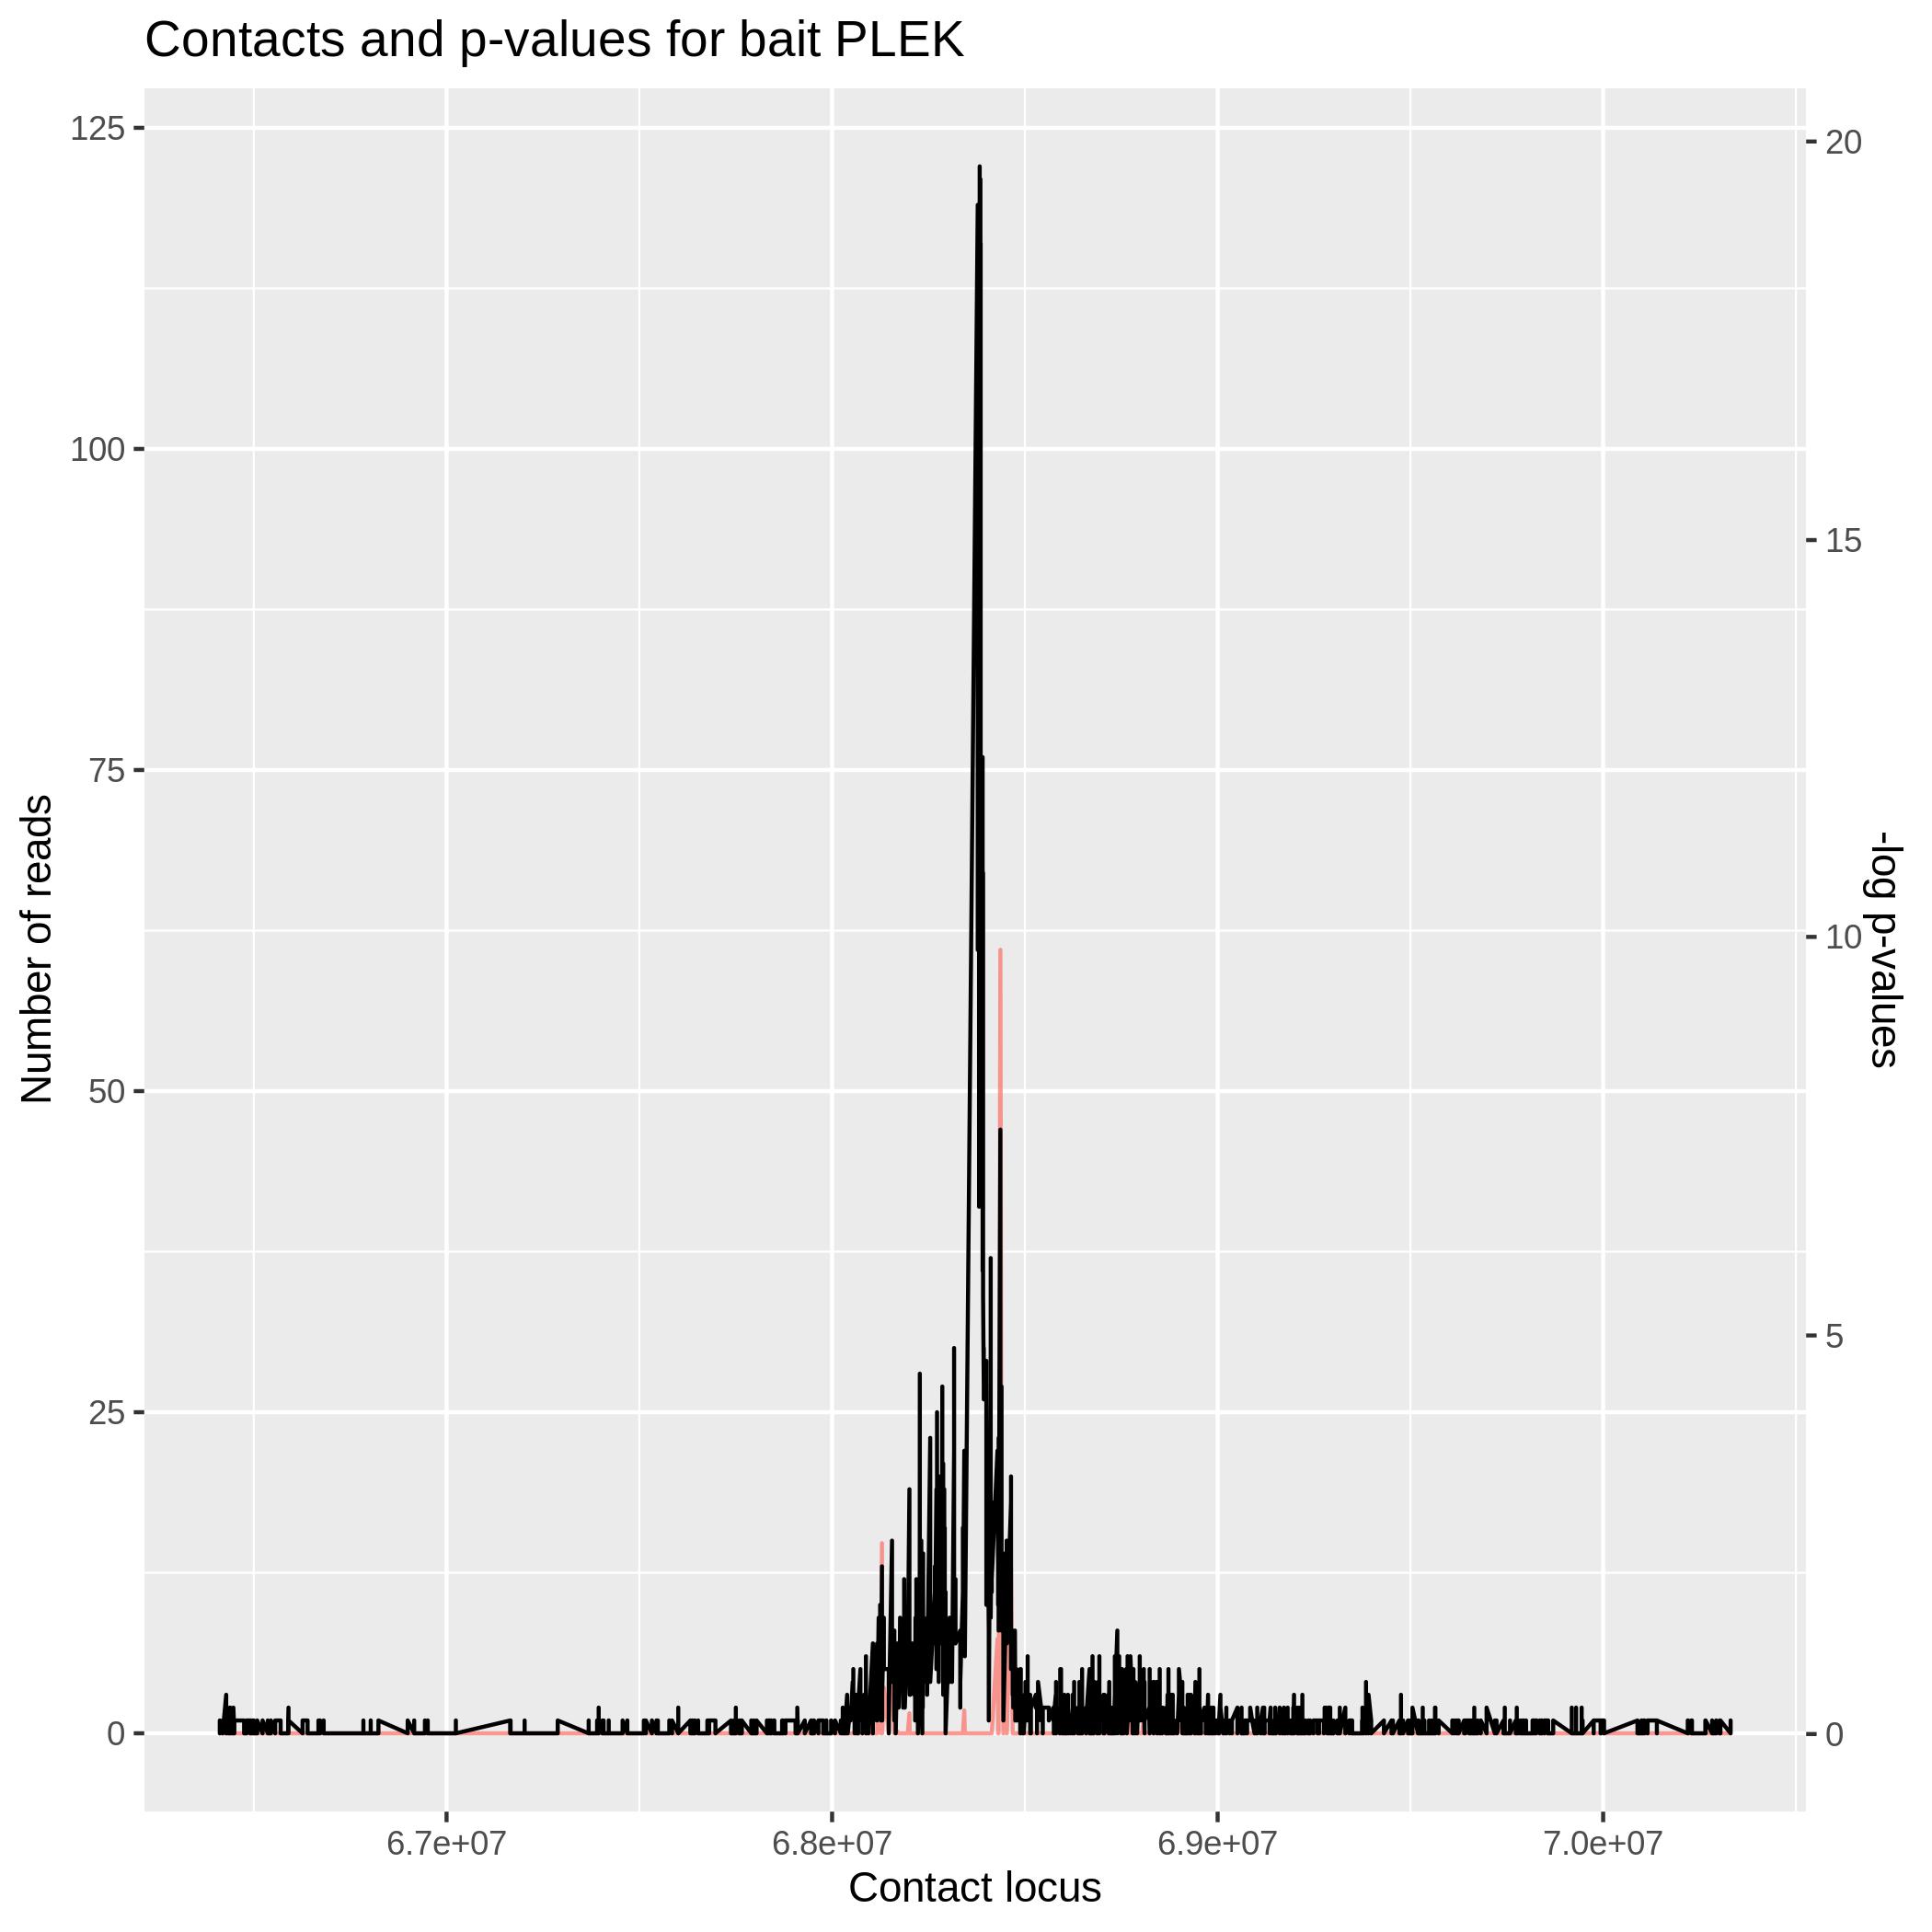 Contacts and p-values for bait PLEK
125
100
75
50
25
0
Number of reads
20
15
10
5
0
-log p-values
6.7e+07 6.8e+07 6.9e+07 7.0e+07
Contact locus